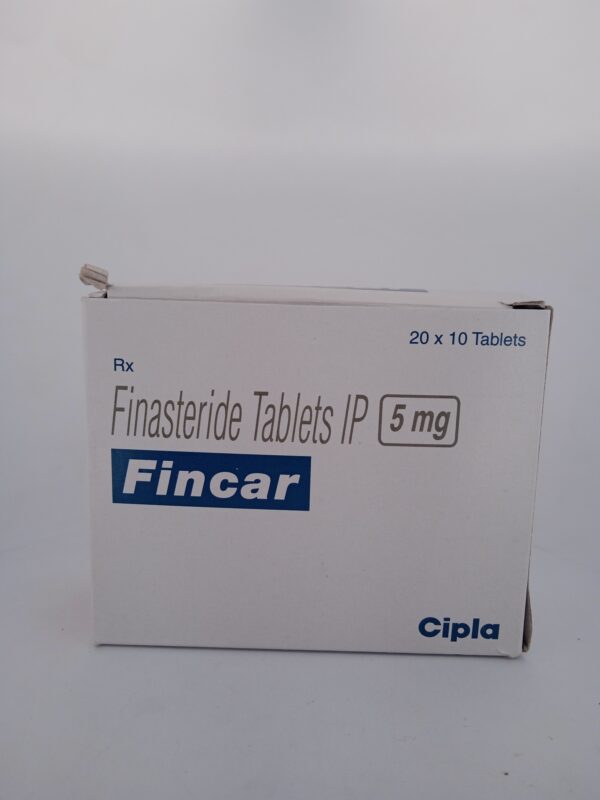 20 x 10 Tablets
Rx
Finasteride Tablets IP 5 mg
Fincar
Cipla